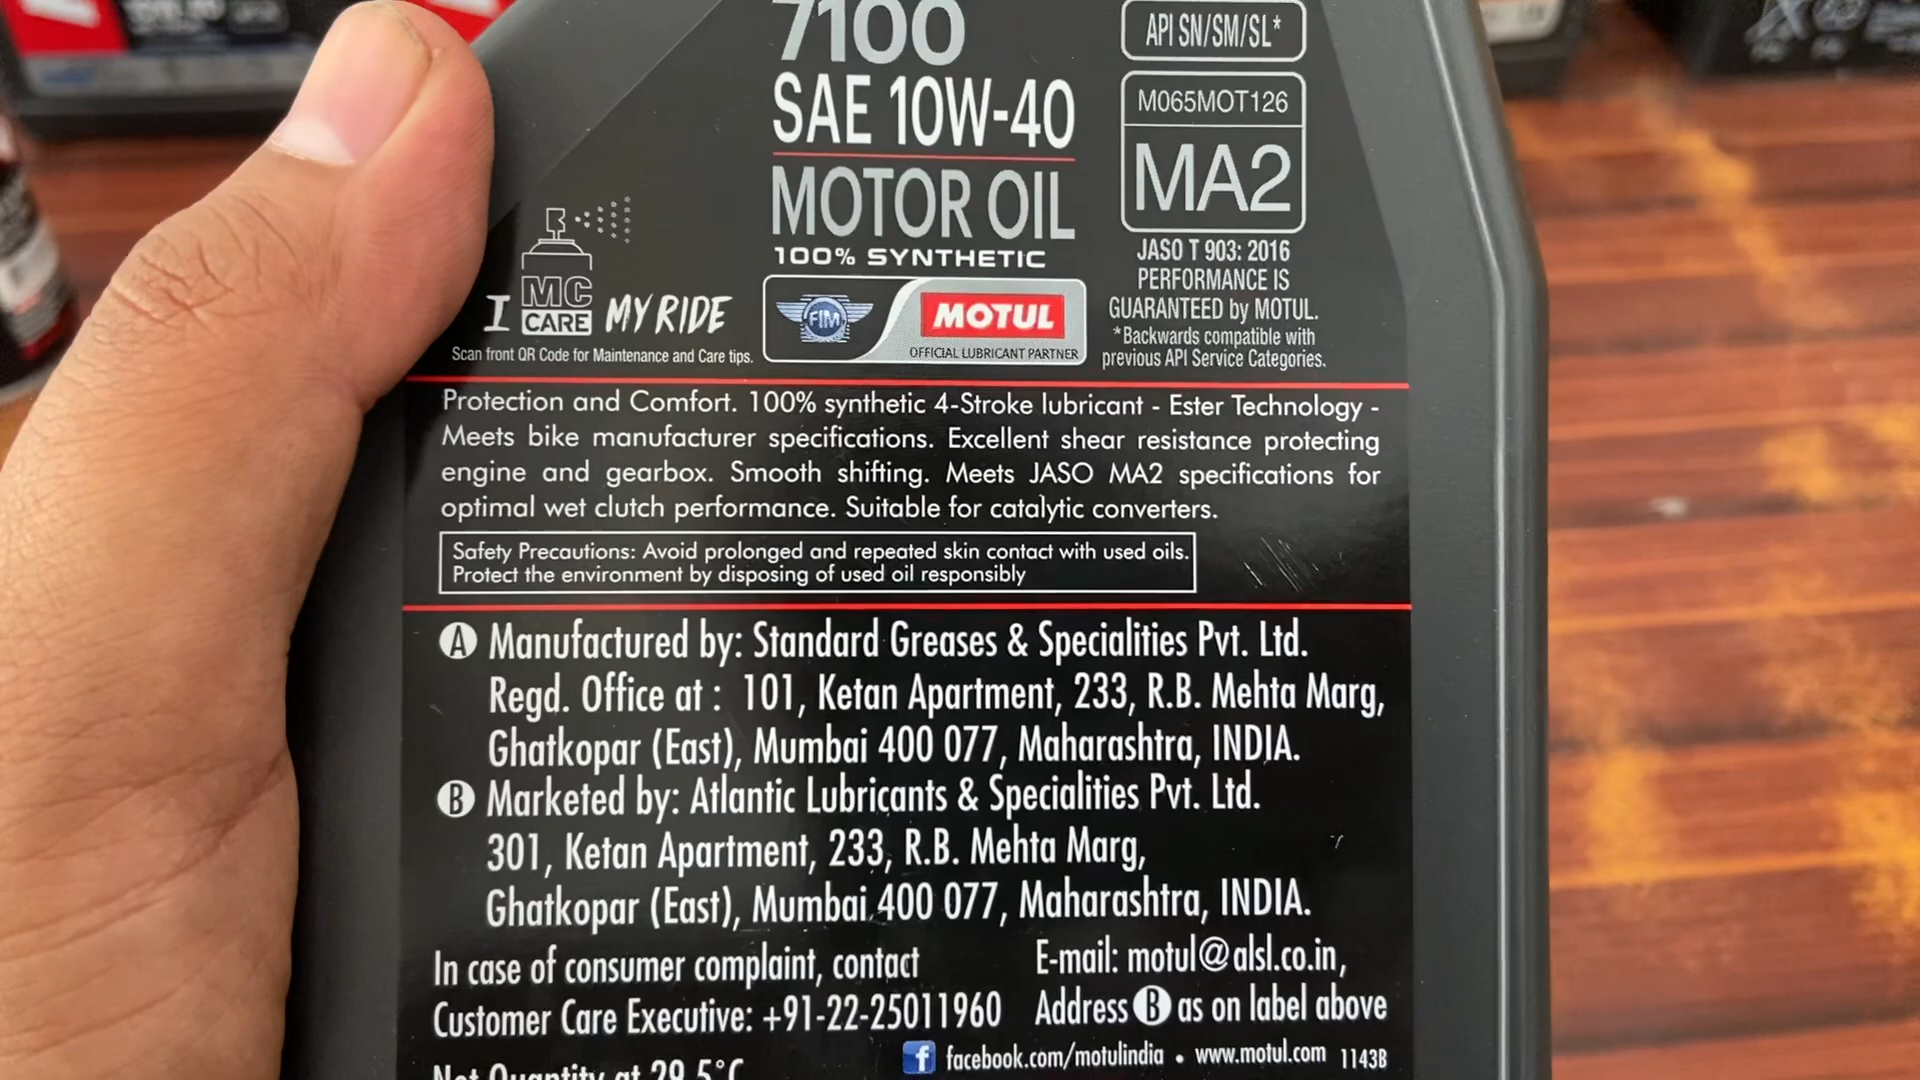 7100
SAE 10W-40
MOTOR OIL
100% SYNTHETIC
API SN/SM/SL*
M065MOT126
MA2
JASO T 903: 2016
PERFORMANCE IS
GUARANTEED by MOTUL.
*Backwards compatible with
previous API Service Categories.
I MC CARE MY RIDE
Scan front QR Code for Maintenance and Care tips.
FIM
MOTUL
OFFICIAL LUBRICANT PARTNER
Protection and Comfort. 100% synthetic 4-Stroke lubricant - Ester Technology -
Meets bike manufacturer specifications. Excellent shear resistance protecting
engine and gearbox. Smooth shifting. Meets JASO MA2 specifications for
optimal wet clutch performance. Suitable for catalytic converters.
Safety Precautions: Avoid prolonged and repeated skin contact with used oils.
Protect the environment by disposing of used oil responsibly
A Manufactured by: Standard Greases & Specialities Pvt. Ltd.
Regd. Office at : 101, Ketan Apartment, 233, R.B. Mehta Marg,
Ghatkopar (East), Mumbai 400 077, Maharashtra, INDIA.
B Marketed by: Atlantic Lubricants & Specialities Pvt. Ltd.
301, Ketan Apartment, 233, R.B. Mehta Marg,
Ghatkopar (East), Mumbai 400 077, Maharashtra, INDIA.
In case of consumer complaint, contact
Customer Care Executive: +91-22-25011960
E-mail: motul@alsl.co.in,
Address B as on label above
f facebook.com/motulindia • www.motul.com 1143B
Net Quantity at 29.5°C